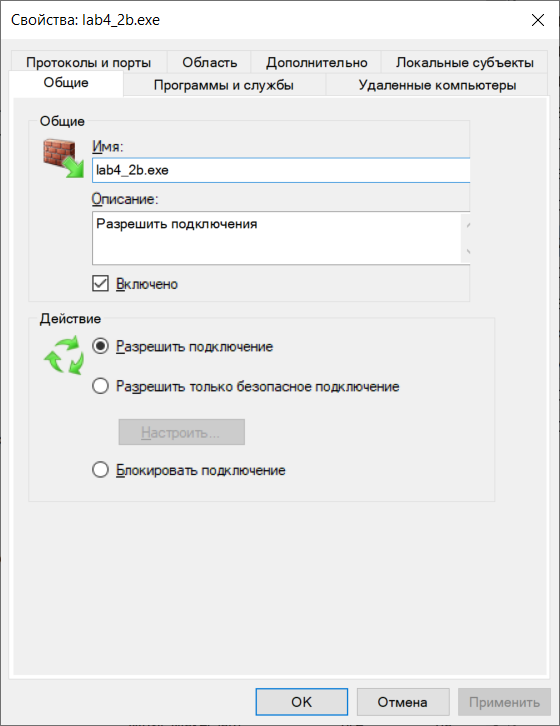 Свойства: lab4_2b.exe
Протоколы и порты
Область
Дополнительно
Локальные субъекты
Общие
Программы и службы
Удаленные компьютеры
Общие
Имя:
lab4_2b.exe
Описание:
Разрешить подключения
Включено
Действие
Разрешить подключение
Разрешить только безопасное подключение
Настроить...
Блокировать подключение
OK
Отмена
Применить